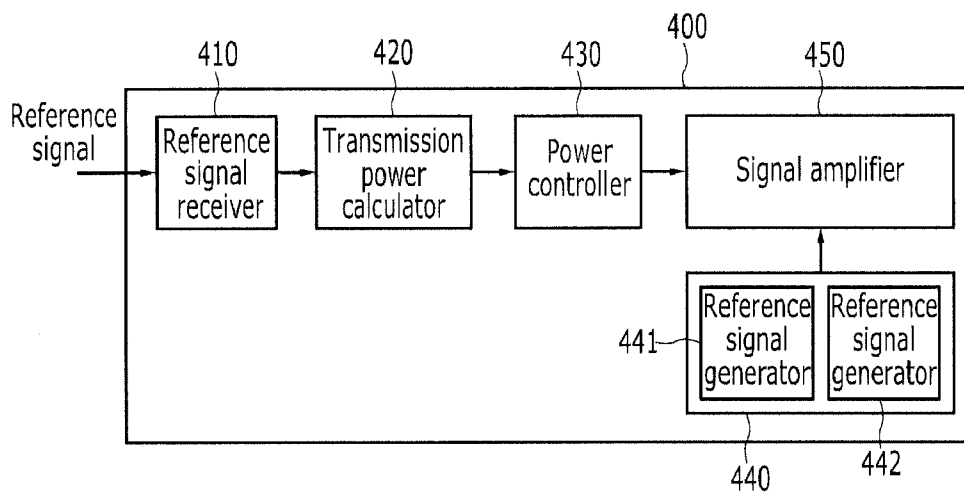 400
410
420
430
450
Reference
signal
Reference
signal
receiver
Transmission
power
calculator
Power
controller
Signal amplifier
441
Reference
signal
generator
Reference
signal
generator
440
442